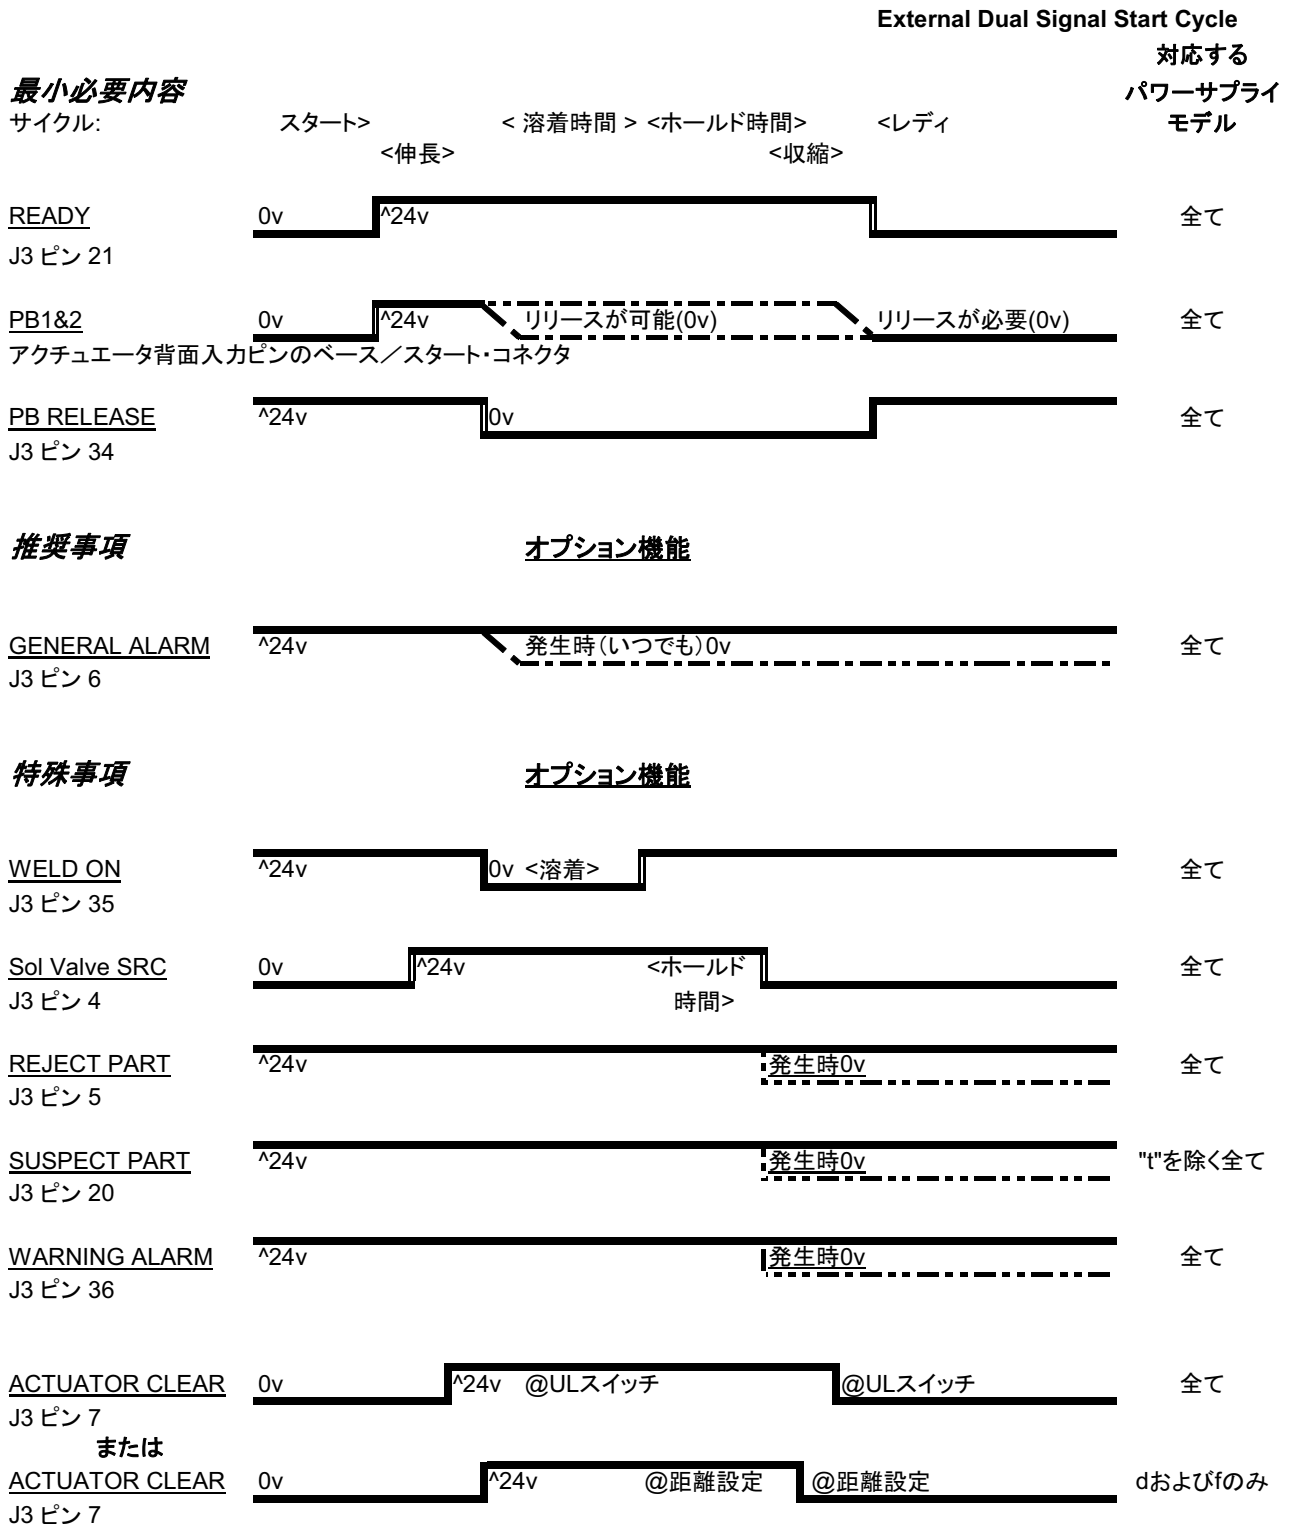 External Dual Signal Start Cycle
対応する
最小必要内容
パワーサプライ
サイクル: スタート> < 溶着時間 > <ホールド時間> <レディ モデル
<伸長> <収縮>
READY 0v ^24v 全て
J3 ピン 21
PB1&2 0v ^24v リリースが可能(0v) リリースが必要(0v) 全て
アクチュエータ背面入力ピンのベース／スタート・コネクタ
PB RELEASE ^24v 0v 全て
J3 ピン 34
推奨事項 オプション機能
GENERAL ALARM ^24v 発生時（いつでも）0v 全て
J3 ピン 6
特殊事項 オプション機能
WELD ON ^24v 0v <溶着> 全て
J3 ピン 35
Sol Valve SRC 0v ^24v <ホールド 全て
J3 ピン 4 時間>
REJECT PART ^24v 発生時0v 全て
J3 ピン 5
SUSPECT PART ^24v 発生時0v "t"を除く全て
J3 ピン 20
WARNING ALARM ^24v 発生時0v 全て
J3 ピン 36
ACTUATOR CLEAR 0v ^24v @ULスイッチ @ULスイッチ 全て
J3 ピン 7
または
ACTUATOR CLEAR 0v ^24v @距離設定 @距離設定 dおよびfのみ
J3 ピン 7